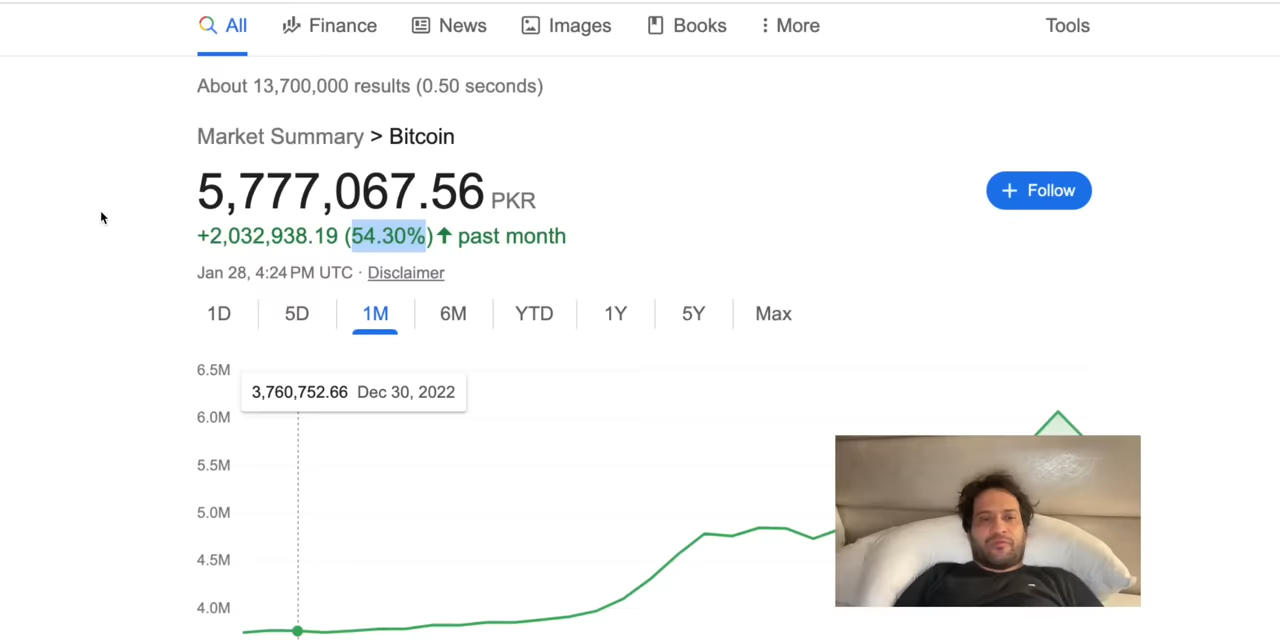 All Finance News Images Books More Tools
About 13,700,000 results (0.50 seconds)
Market Summary > Bitcoin
5,777,067.56 PKR
+ Follow
+2,032,938.19 (54.30%) ↑ past month
Jan 28, 4:24 PM UTC · Disclaimer
1D 5D 1M 6M YTD 1Y 5Y Max
6.5M
3,760,752.66 Dec 30, 2022
6.0M
5.5M
5.0M
4.5M
4.0M